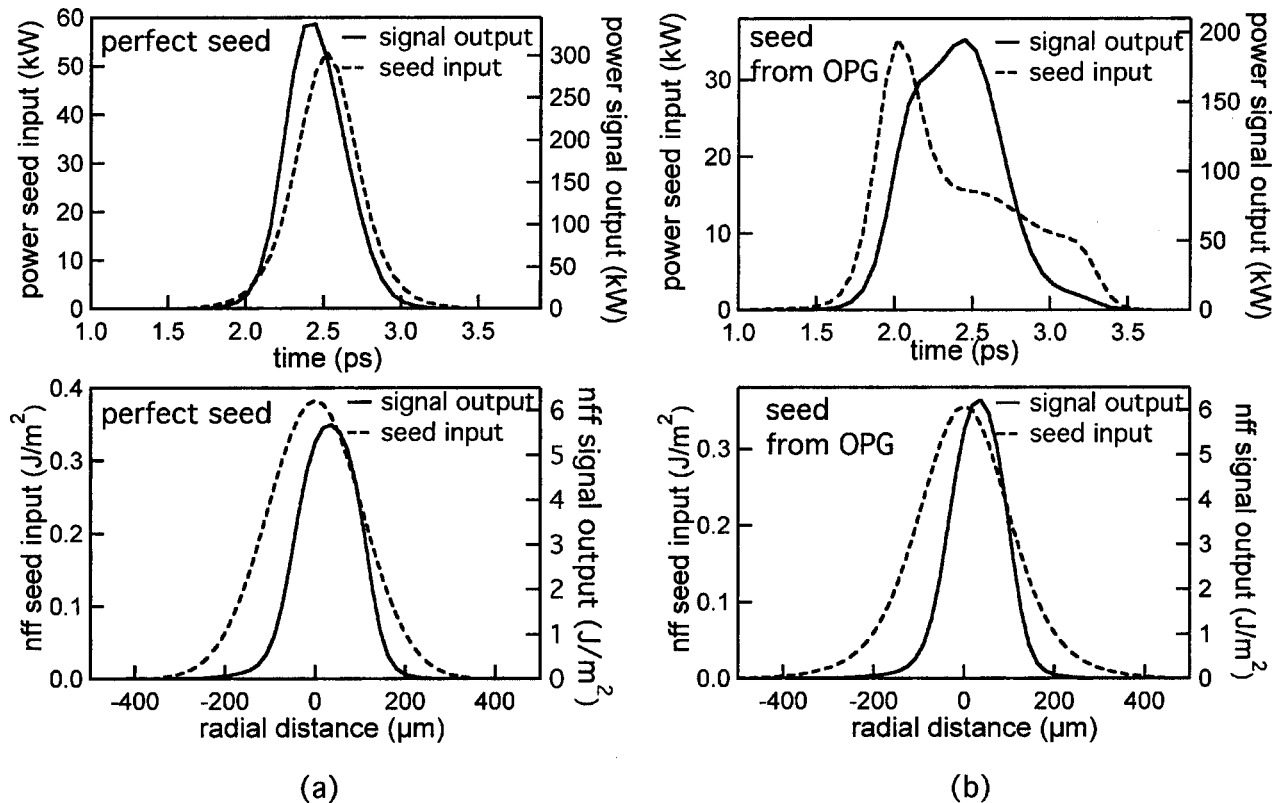 perfect seed
signal output
seed input
power seed input (kW)
60
50
40
30
20
10
0
power signal output (kW)
300
250
200
150
100
50
0
1.0 1.5 2.0 2.5 3.0 3.5
time (ps)
seed
from OPG
signal output
seed input
power seed input (kW)
30
20
10
0
power signal output (kW)
200
150
100
50
0
1.0 1.5 2.0 2.5 3.0 3.5
time (ps)
perfect seed
signal output
seed input
nff seed input (J/m²)
0.4
0.3
0.2
0.1
0.0
nff signal output (J/m²)
6
5
4
3
2
1
0
-400 -200 0 200 400
radial distance (µm)
seed
from OPG
signal output
seed input
nff seed input (J/m²)
0.3
0.2
0.1
0.0
nff signal output (J/m²)
6
5
4
3
2
1
0
-400 -200 0 200 400
radial distance (µm)
(a)
(b)